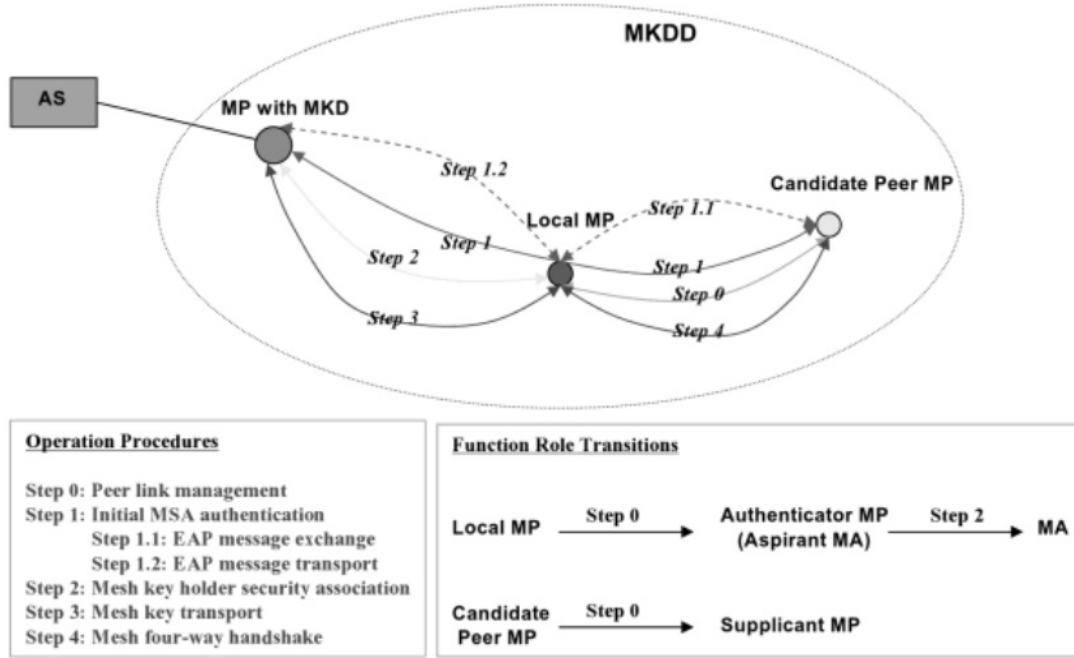 MKDD
AS
MP with MKD
Step 1.2
Candidate Peer MP
Step 1.1
Local MP
Step 1
Step 2
Step 1
Step 0
Step 3
Step 4
Operation Procedures
Step 0: Peer link management
Step 1: Initial MSA authentication
Step 1.1: EAP message exchange
Step 1.2: EAP message transport
Step 2: Mesh key holder security association
Step 3: Mesh key transport
Step 4: Mesh four-way handshake
Function Role Transitions
Local MP
Step 0
Authenticator MP
(Aspirant MA)
Step 2
MA
Candidate
Peer MP
Step 0
Supplicant MP